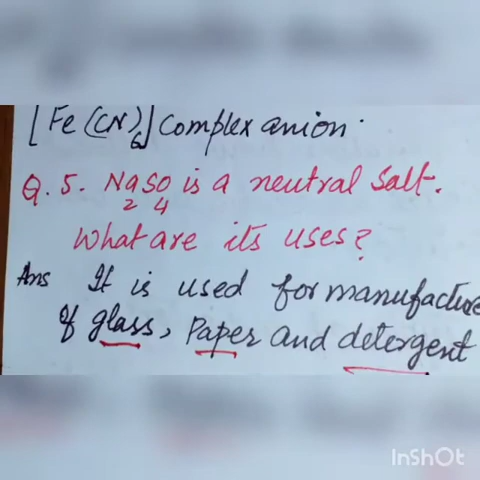 [Fe(CN)₆] Complex anion.
Q. 5. Na₂SO₄ is a neutral Salt.
What are its uses?
Ans It is used for manufacture
of glass, Paper and detergent
InShOt